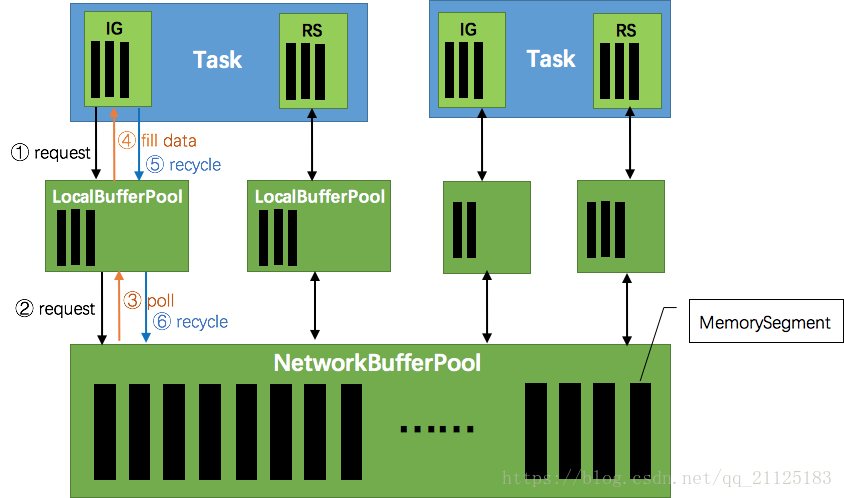 IG
RS
Task
IG
RS
Task
④ fill data
① request
⑤ recycle
LocalBufferPool
LocalBufferPool
③ poll
② request
⑥ recycle
MemorySegment
NetworkBufferPool
······
https://blog.csdn.net/qq_21125183